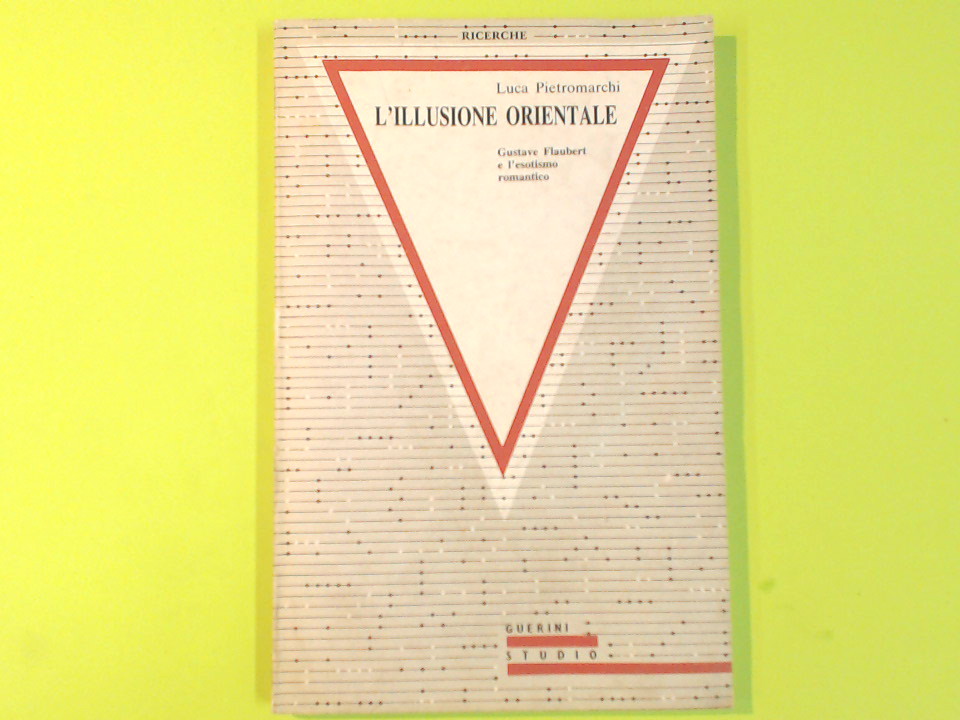 RICERCHE
Luca Pietromarchi
L'ILLUSIONE ORIENTALE
Gustave Flaubert
e l'esotismo
romantico
GUERINI
STUDIO